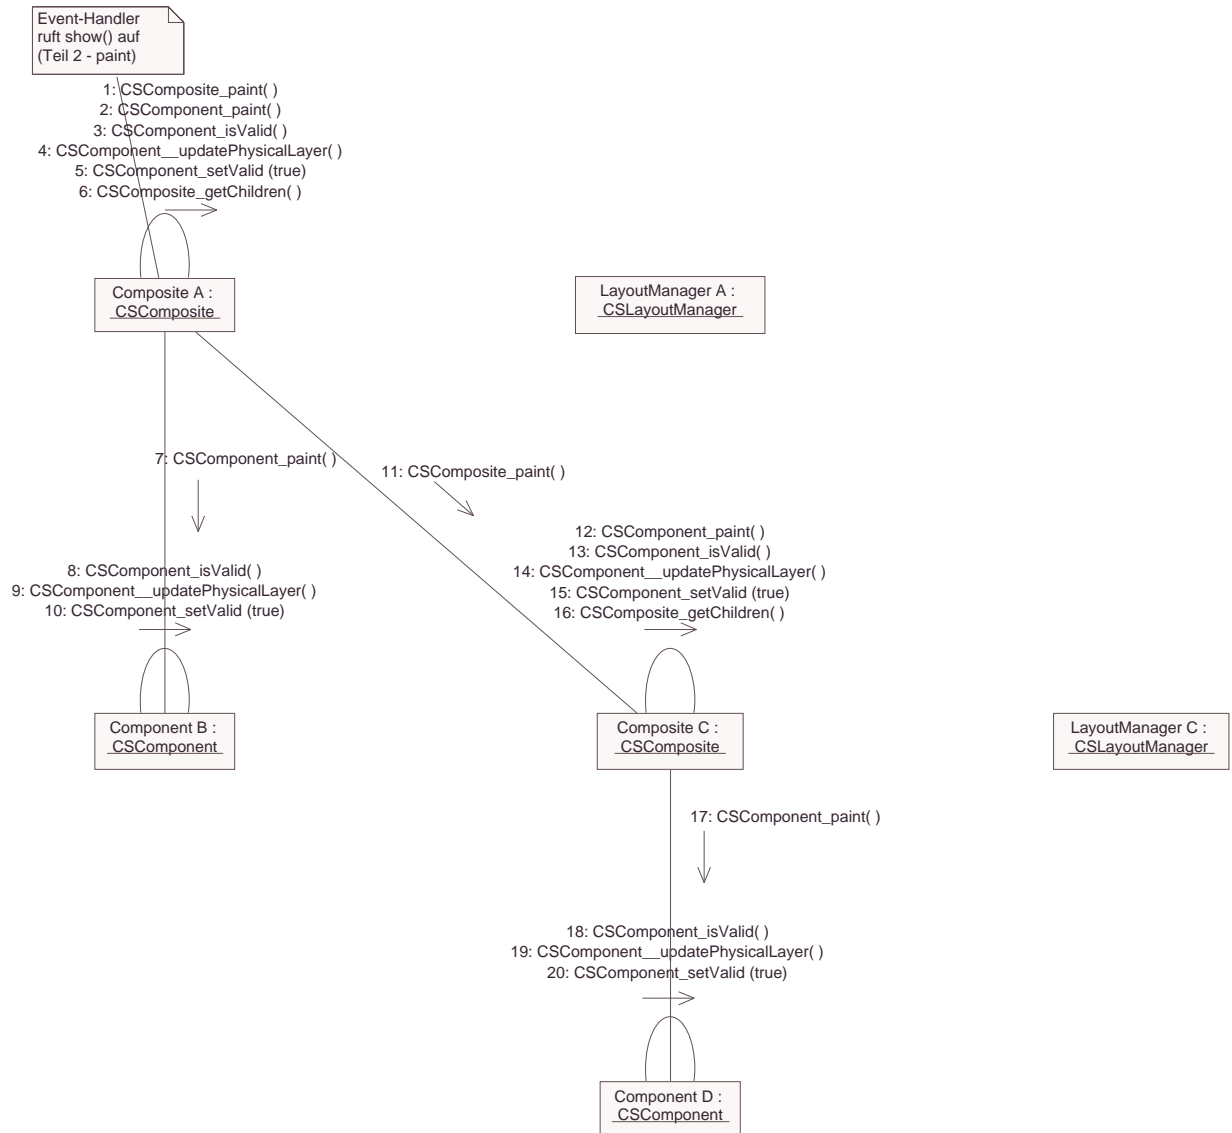 Event-Handler
ruft show() auf
(Teil 2 - paint)
1: CSComposite_paint( )
2: CSComponent_paint( )
3: CSComponent_isValid( )
4: CSComponent__updatePhysicalLayer( )
5: CSComponent_setValid (true)
6: CSComposite_getChildren( )
Composite A :
CSComposite
LayoutManager A :
CSLayoutManager
7: CSComponent_paint( )
11: CSComposite_paint( )
8: CSComponent_isValid( )
9: CSComponent__updatePhysicalLayer( )
10: CSComponent_setValid (true)
12: CSComponent_paint( )
13: CSComponent_isValid( )
14: CSComponent__updatePhysicalLayer( )
15: CSComponent_setValid (true)
16: CSComposite_getChildren( )
Component B :
CSComponent
Composite C :
CSComposite
LayoutManager C :
CSLayoutManager
17: CSComponent_paint( )
18: CSComponent_isValid( )
19: CSComponent__updatePhysicalLayer( )
20: CSComponent_setValid (true)
Component D :
CSComponent